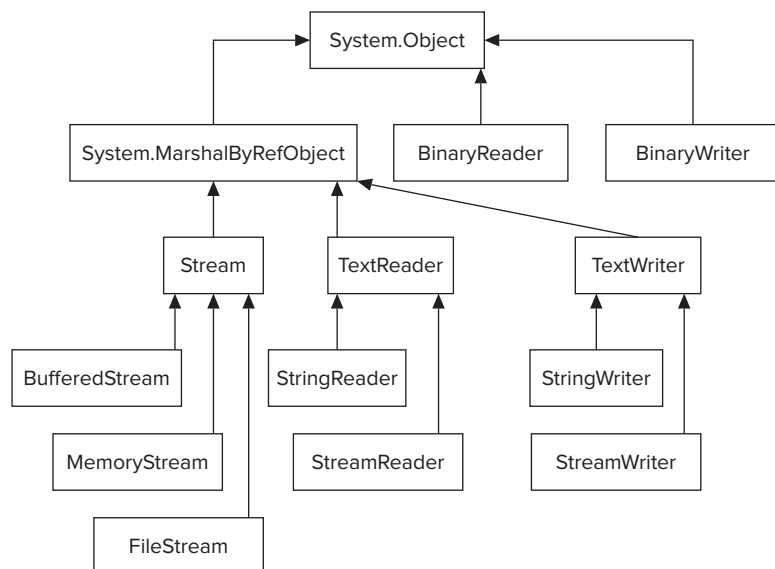 System.Object
System.MarshalByRefObject
BinaryReader
BinaryWriter
Stream
TextReader
TextWriter
BufferedStream
StringReader
StringWriter
MemoryStream
StreamReader
StreamWriter
FileStream